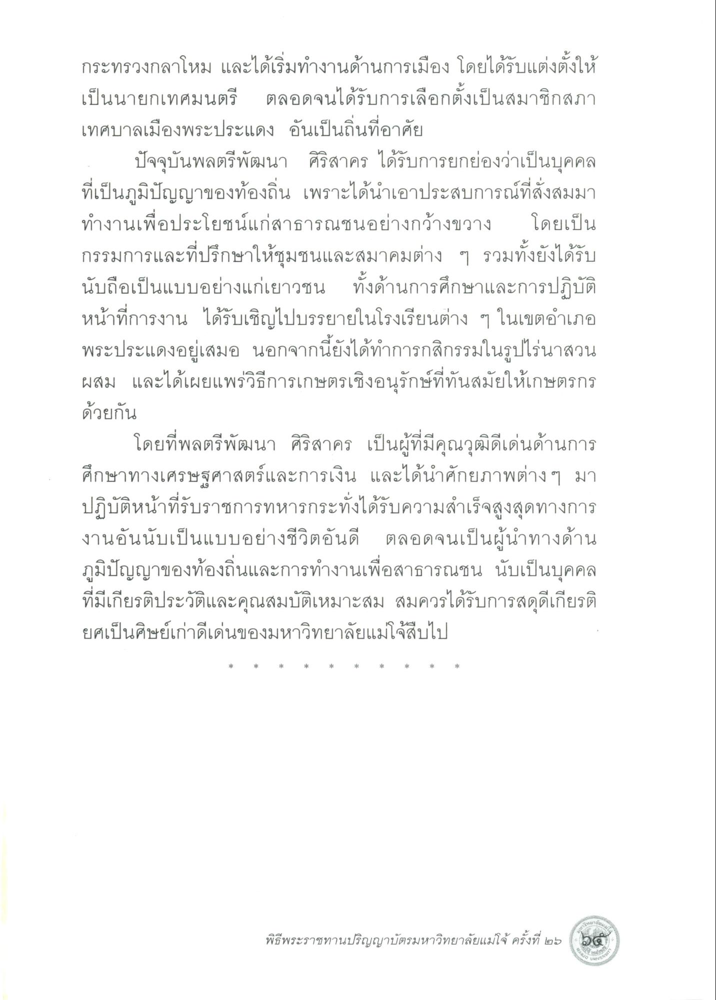 กระทรวงกลาโหม และได้เริ่มทำงานด้านการเมือง โดยได้รับแต่งตั้งให้
เป็นนายกเทศมนตรี ตลอดจนได้รับการเลือกตั้งเป็นสมาชิกสภา
เทศบาลเมืองพระประแดง อันเป็นถิ่นที่อาศัย
ปัจจุบันพลตรีพัฒนา ศิริสาคร ได้รับการยกย่องว่าเป็นบุคคล
ที่เป็นภูมิปัญญาของท้องถิ่น เพราะได้นำเอาประสบการณ์ที่สั่งสมมา
ทำงานเพื่อประโยชน์แก่สาธารณชนอย่างกว้างขวาง โดยเป็น
กรรมการและที่ปรึกษาให้ชุมชนและสมาคมต่าง ๆ รวมทั้งยังได้รับ
นับถือเป็นแบบอย่างแก่เยาวชน ทั้งด้านการศึกษาและการปฏิบัติ
หน้าที่การงาน ได้รับเชิญไปบรรยายในโรงเรียนต่าง ๆ ในเขตอำเภอ
พระประแดงอยู่เสมอ นอกจากนี้ยังได้ทำการกสิกรรมในรูปไร่นาสวน
ผสม และได้เผยแพร่วิธีการเกษตรเชิงอนุรักษ์ที่ทันสมัยให้เกษตรกร
ด้วยกัน
โดยที่พลตรีพัฒนา ศิริสาคร เป็นผู้ที่มีคุณวุฒิดีเด่นด้านการ
ศึกษาทางเศรษฐศาสตร์และการเงิน และได้นำศักยภาพต่าง ๆ มา
ปฏิบัติหน้าที่รับราชการทหารกระทั่งได้รับความสำเร็จสูงสุดทางการ
งานอันนับเป็นแบบอย่างชีวิตอันดี ตลอดจนเป็นผู้นำทางด้าน
ภูมิปัญญาของท้องถิ่นและการทำงานเพื่อสาธารณชน นับเป็นบุคคล
ที่มีเกียรติประวัติและคุณสมบัติเหมาะสม สมควรได้รับการสดุดีเกียรติ
ยศเป็นศิษย์เก่าดีเด่นของมหาวิทยาลัยแม่โจ้สืบไป
* * * * * * * * * *
พิธีพระราชทานปริญญาบัตรมหาวิทยาลัยแม่โจ้ ครั้งที่ ๒๖
มหาวิทยาลัยแม่โจ้
๖๕
MAEJO UNIVERSITY